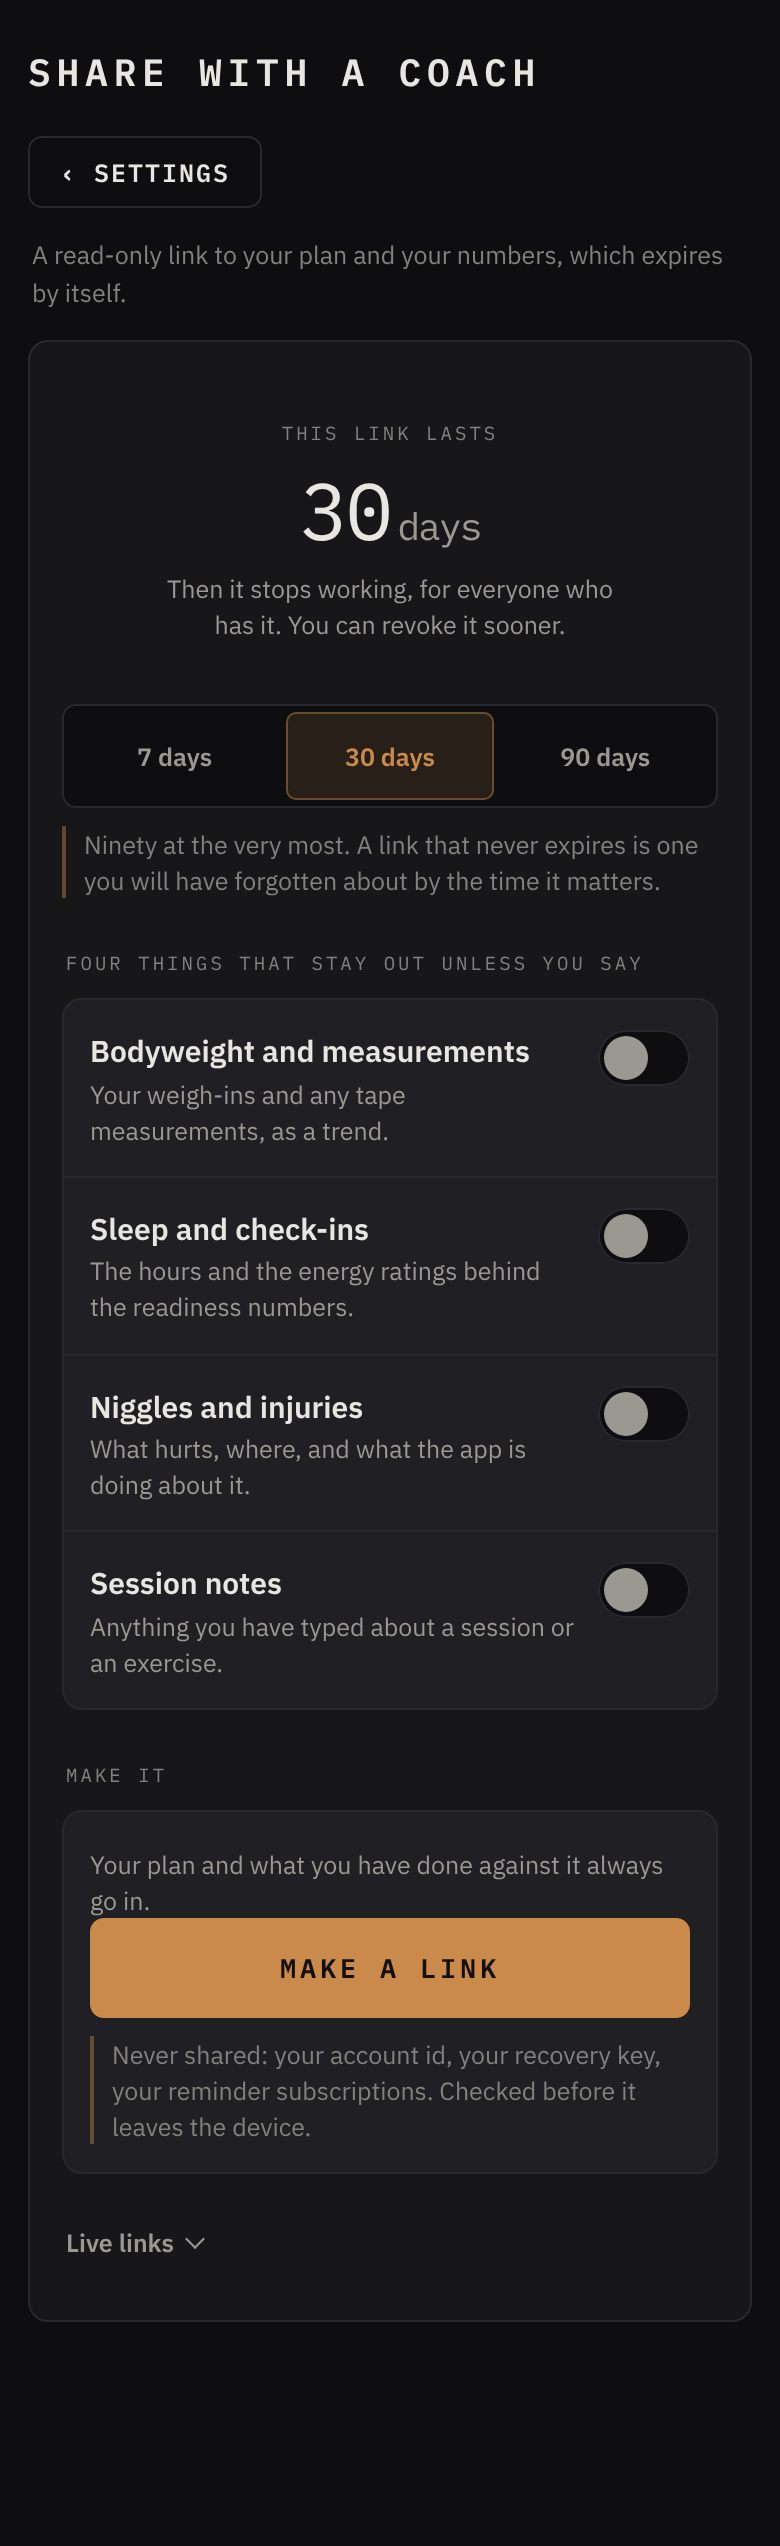 SHARE WITH A COACH
‹ SETTINGS
A read-only link to your plan and your numbers, which expires
by itself.
THIS LINK LASTS
30 days
Then it stops working, for everyone who
has it. You can revoke it sooner.
7 days 30 days 90 days
Ninety at the very most. A link that never expires is one
you will have forgotten about by the time it matters.
FOUR THINGS THAT STAY OUT UNLESS YOU SAY
Bodyweight and measurements
Your weigh-ins and any tape
measurements, as a trend.
Sleep and check-ins
The hours and the energy ratings behind
the readiness numbers.
Niggles and injuries
What hurts, where, and what the app is
doing about it.
Session notes
Anything you have typed about a session or
an exercise.
MAKE IT
Your plan and what you have done against it always
go in.
MAKE A LINK
Never shared: your account id, your recovery key,
your reminder subscriptions. Checked before it
leaves the device.
Live links